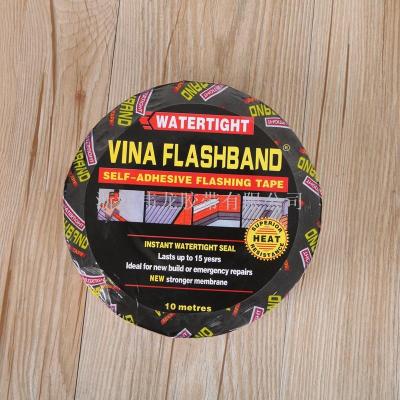 WATERTIGHT
VINA FLASHBAND®
SELF-ADHESIVE FLASHING TAPE
SUPERIOR
HEAT
RESISTANCE
INSTANT WATERTIGHT SEAL
Lasts up to 15 yesrs
Ideal for new build or emergency repairs
NEW stronger membrane
10 metres